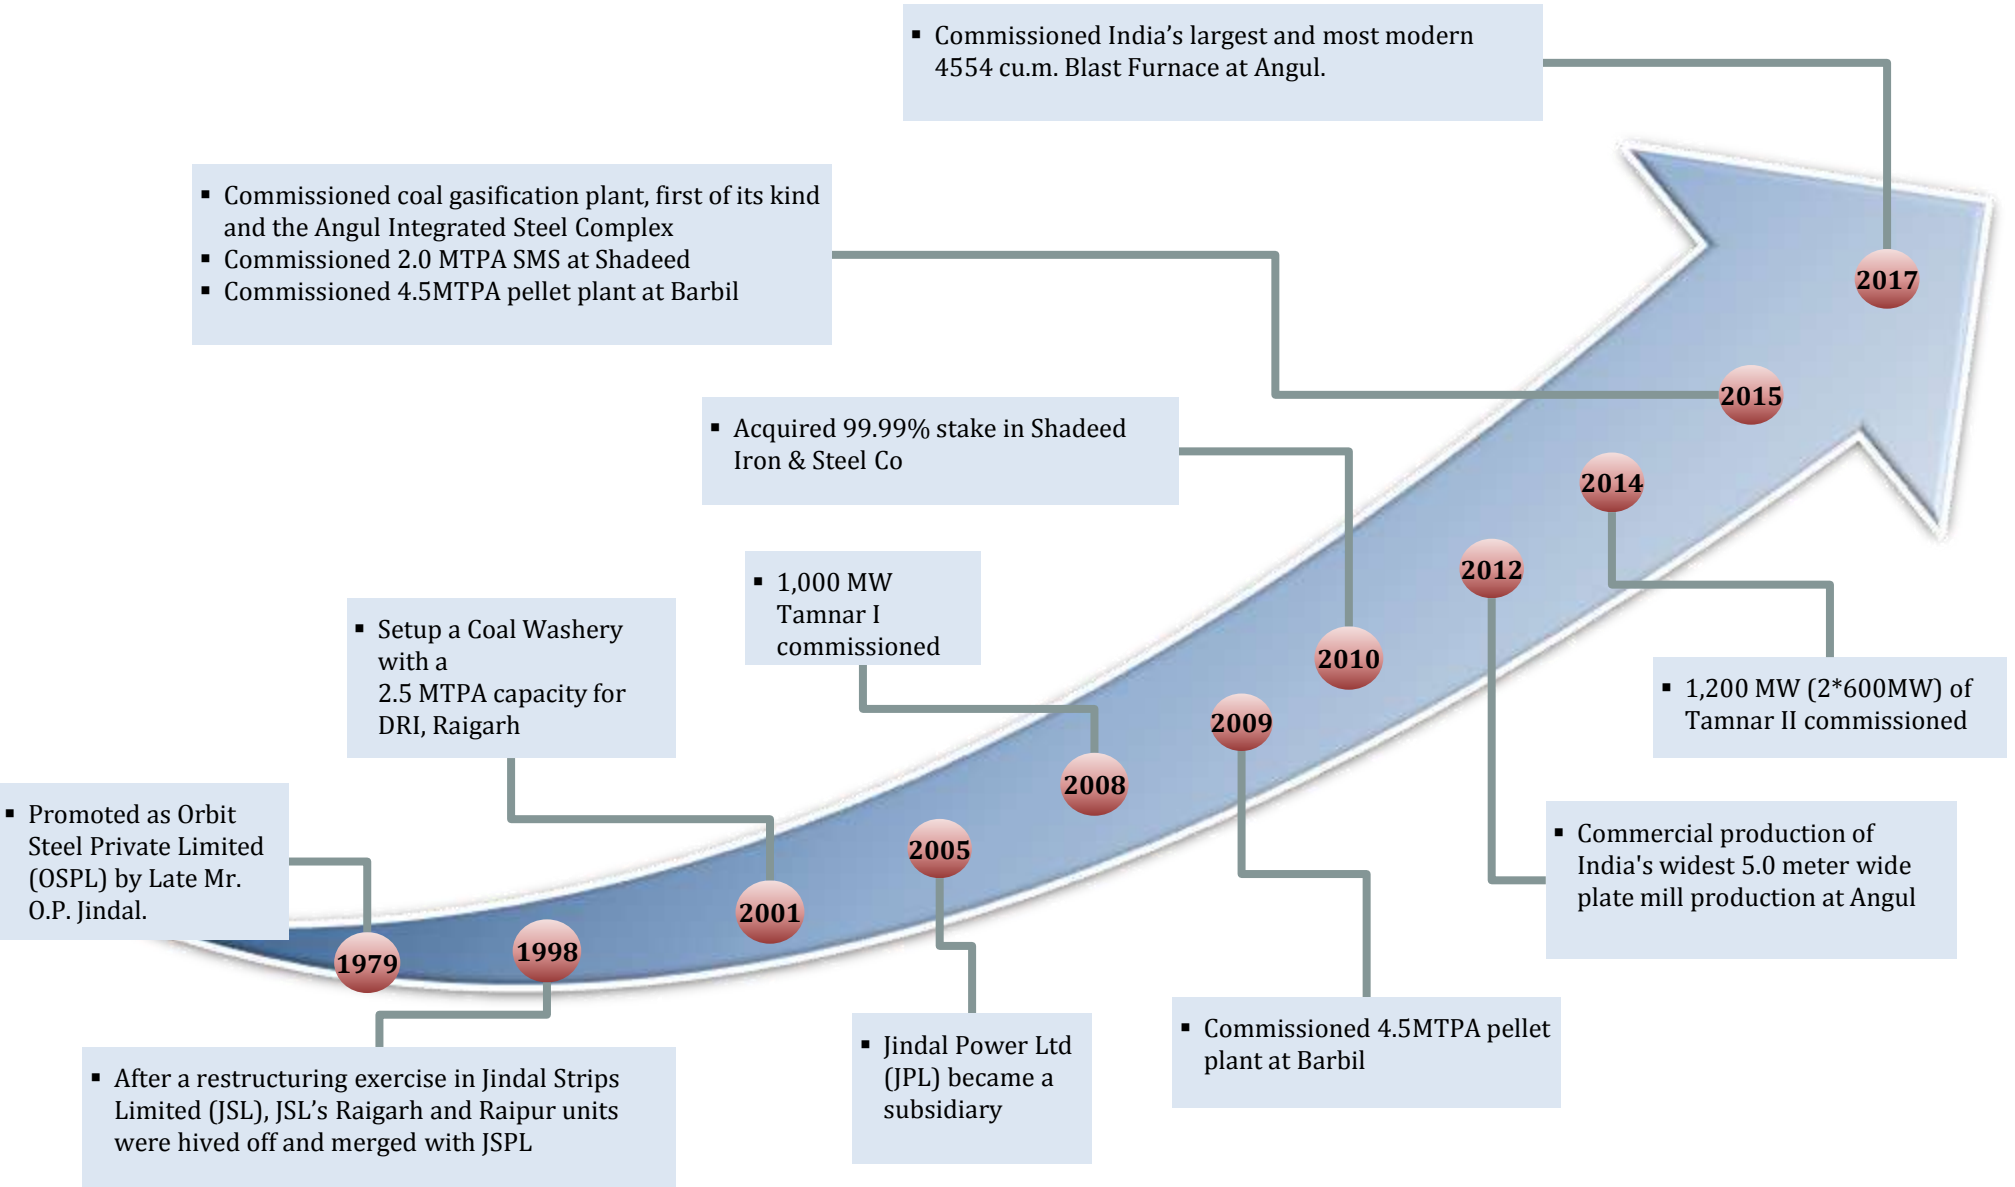 ▪ Commissioned India’s largest and most modern
4554 cu.m. Blast Furnace at Angul.
▪ Commissioned coal gasification plant, first of its kind
and the Angul Integrated Steel Complex
▪ Commissioned 2.0 MTPA SMS at Shadeed
▪ Commissioned 4.5MTPA pellet plant at Barbil
2017
2015
▪ Acquired 99.99% stake in Shadeed
Iron & Steel Co
2014
▪ 1,000 MW
Tamnar I
commissioned
2012
▪ Setup a Coal Washery
with a
2.5 MTPA capacity for
DRI, Raigarh
2010
▪ 1,200 MW (2*600MW) of
Tamnar II commissioned
2009
2008
▪ Promoted as Orbit
Steel Private Limited
(OSPL) by Late Mr.
O.P. Jindal.
2005
▪ Commercial production of
India's widest 5.0 meter wide
plate mill production at Angul
2001
1998
1979
▪ After a restructuring exercise in Jindal Strips
Limited (JSL), JSL’s Raigarh and Raipur units
were hived off and merged with JSPL
▪ Jindal Power Ltd
(JPL) became a
subsidiary
▪ Commissioned 4.5MTPA pellet
plant at Barbil